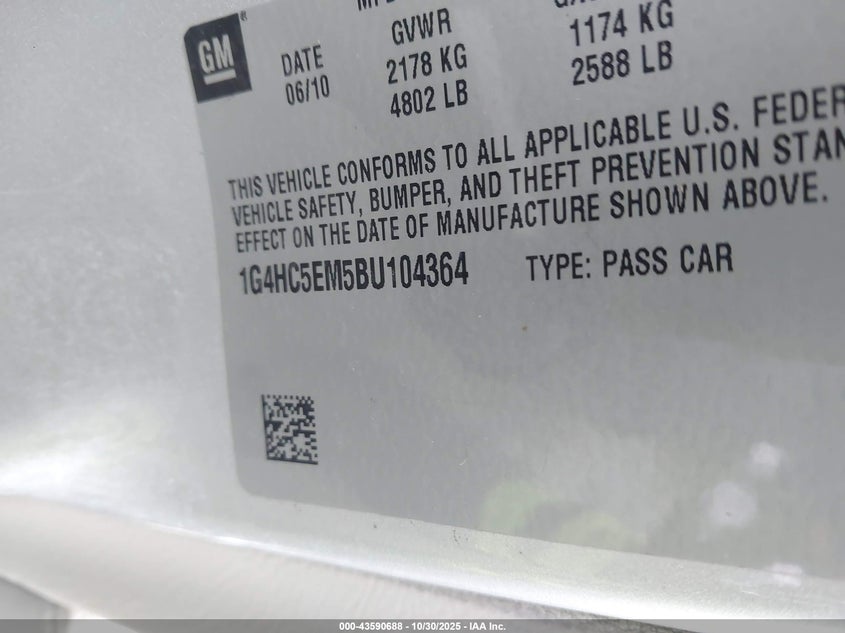 GM
DATE
06/10
GVWR
2178 KG
4802 LB
1174 KG
2588 LB
THIS VEHICLE CONFORMS TO ALL APPLICABLE U.S. FEDER
VEHICLE SAFETY, BUMPER, AND THEFT PREVENTION STAN
EFFECT ON THE DATE OF MANUFACTURE SHOWN ABOVE.
1G4HC5EM5BU104364 TYPE: PASS CAR
000-43590688 - 10/30/2025 - IAA Inc.